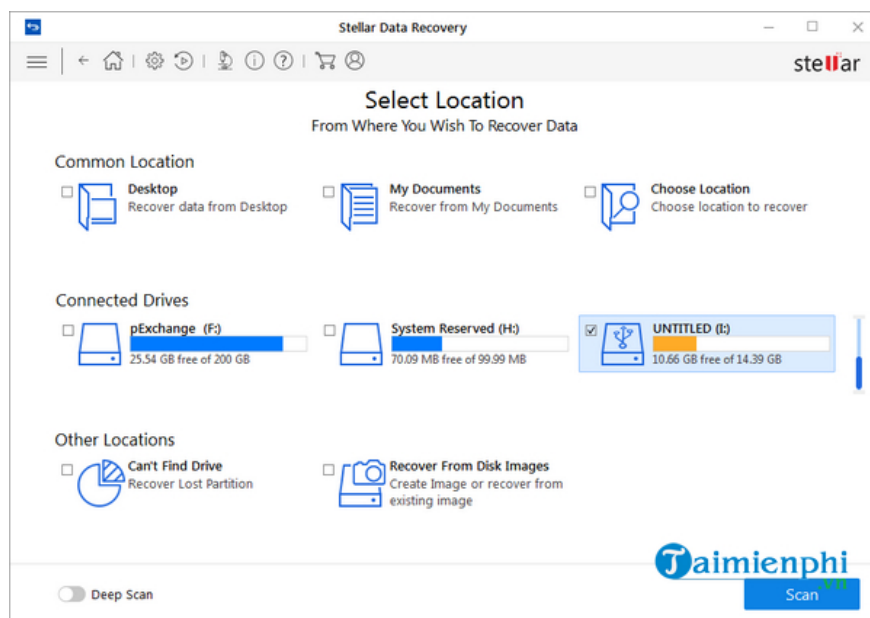 Stellar Data Recovery
stellar
Select Location
From Where You Wish To Recover Data
Common Location
Desktop
Recover data from Desktop
My Documents
Recover from My Documents
Choose Location
Choose location to recover
Connected Drives
pExchange (F:)
25.54 GB free of 200 GB
System Reserved (H:)
70.09 MB free of 99.99 MB
UNTITLED (I:)
10.66 GB free of 14.39 GB
Other Locations
Can't Find Drive
Recover Lost Partition
Recover From Disk Images
Create Image or recover from
existing image
Taimienphi
.vn
Deep Scan
Scan